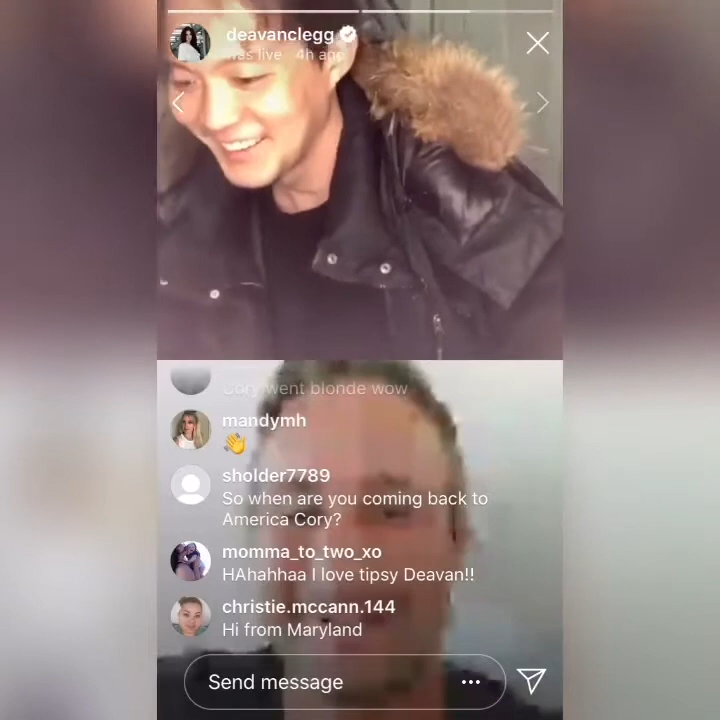 deavanclegg
was live 4h ago
Cory went blonde wow
mandymh
👋
sholder7789
So when are you coming back to
America Cory?
momma_to_two_xo
HAhahhaa I love tipsy Deavan!!
christie.mccann.144
Hi from Maryland
Send message